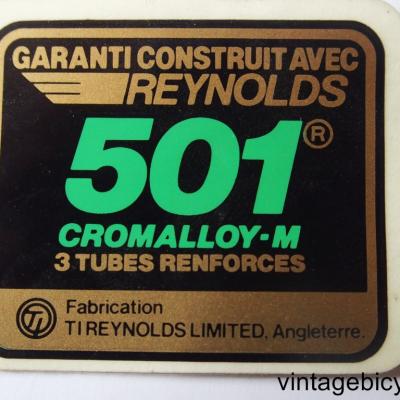 GARANTI CONSTRUIT AVEC
REYNOLDS
501®
CROMALLOY-M
3 TUBES RENFORCES
TI
Fabrication
TI REYNOLDS LIMITED, Angleterre.
vintagebicy